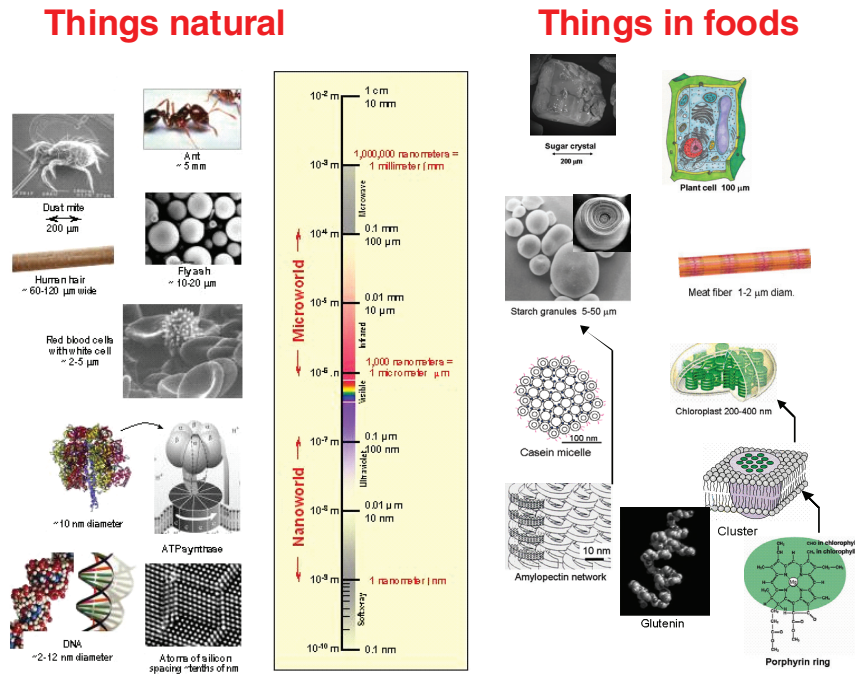 Things natural
Things in foods
Dust mite
200 µm
Ant
~ 5 mm
Human hair
~ 60-120 µm wide
Fly ash
~ 10-20 µm
Red blood cells
with white cell
~ 2-5 µm
~10 nm diameter
ATP synthase
DNA
~2-12 nm diameter
Atoms of silicon
spacing ~tenths of nm
Microworld
Nanoworld
10-2 m
1 cm
10 mm
10-3 m
1,000,000 nanometers =
1 millimeter (mm
Microwave
10-4 m
0.1 mm
100 µm
10-5 m
0.01 mm
10 µm
Infrared
1,000 nanometers =
10-6 m
1 micrometer µm
Visible
10-7 m
0.1 µm
100 nm
Ultraviolet
10-8 m
0.01 µm
10 nm
10-9 m
1 nanometer (nm
Soft x-ray
10-10 m
0.1 nm
Sugar crystal
200 µm
Plant cell 100 µm
Starch granules 5-50 µm
Meat fiber 1-2 µm diam.
100 nm
Casein micelle
Chloroplast 200-400 nm
10 nm
Amylopectin network
Glutenin
Cluster
CHO in chlorophyl
CH3 in chlorophyl
Mg
Porphyrin ring